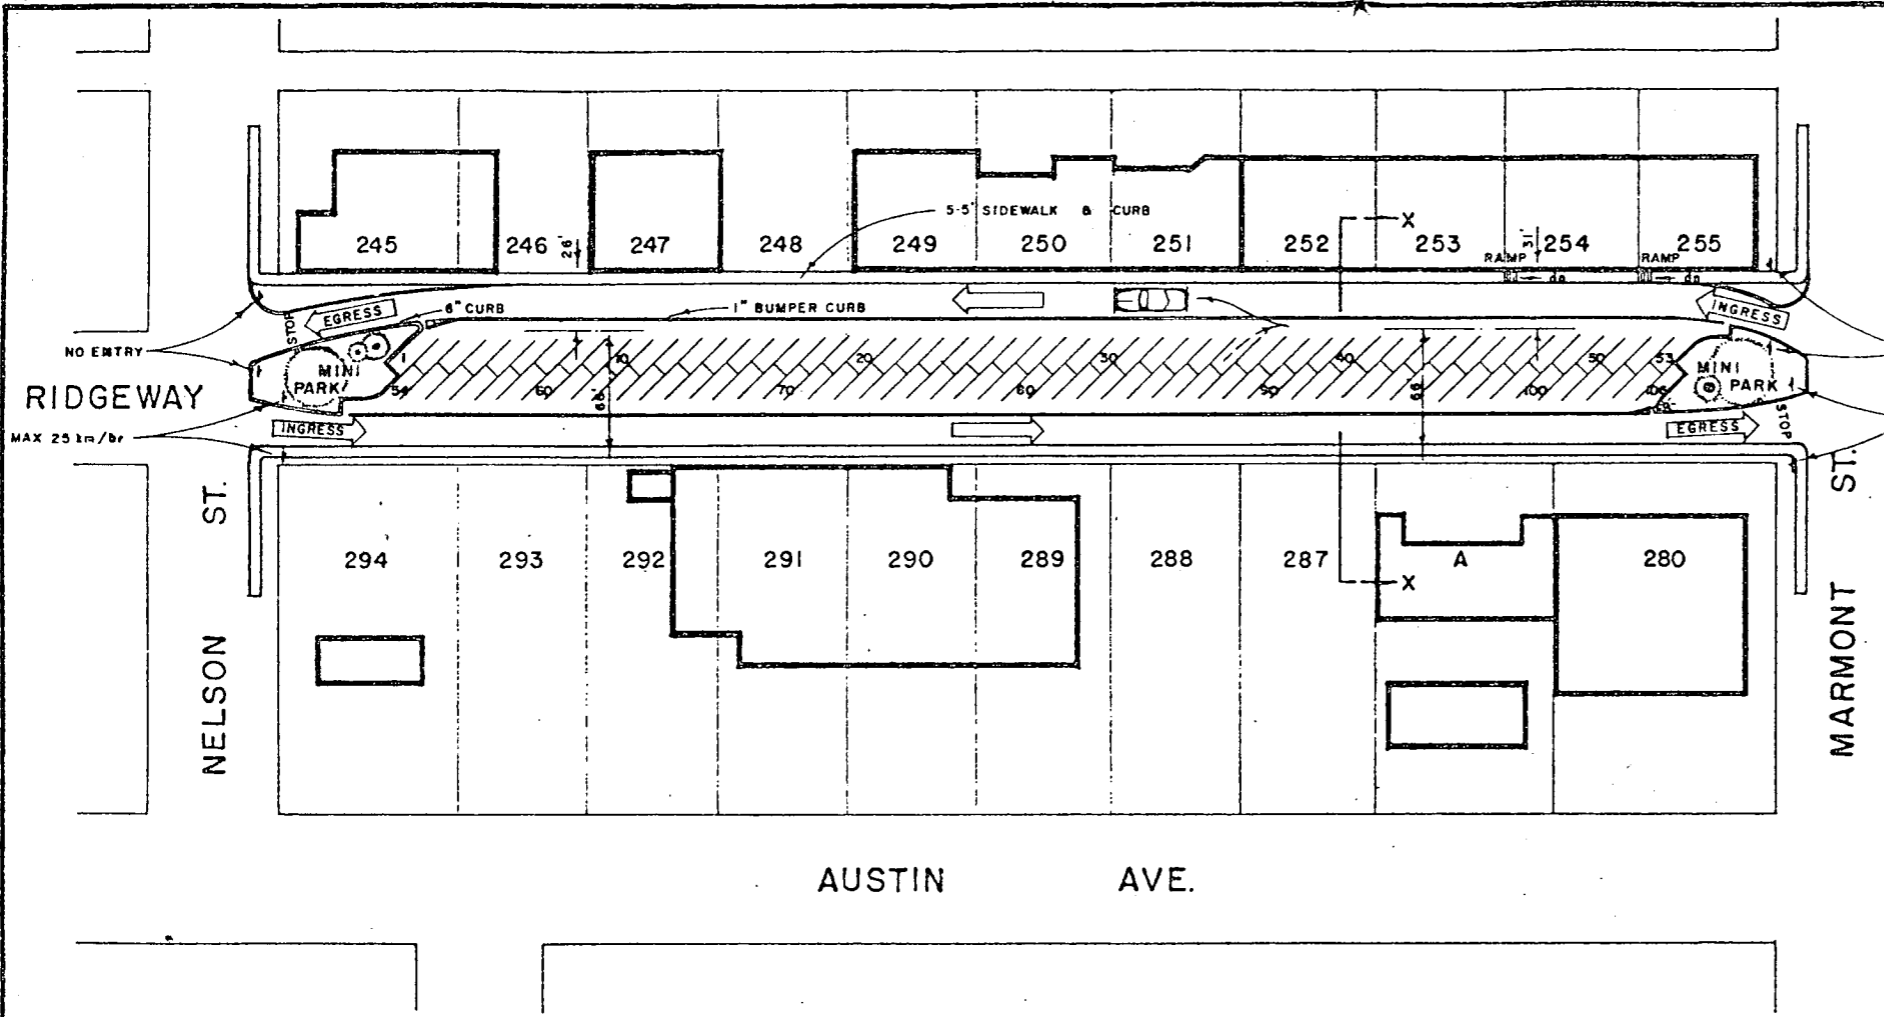 5-5' SIDEWALK & CURB
245 246 26' 247 248 249 250 251 252 X 253 31' 254 255
RAMP RAMP
dn dn
STOP EGRESS 6" CURB 1" BUMPER CURB INGRESS
NO ENTRY
1 10 20 30 40 50 53
MINI PARK
MINI PARK
RIDGEWAY
54 60 70 80 90 100 106
66' 66'
MAX 25 km/hr
INGRESS
EGRESS
STOP
294 293 292 291 290 289 288 287 A 280
X
NELSON ST.
MARMONT ST.
AUSTIN AVE.